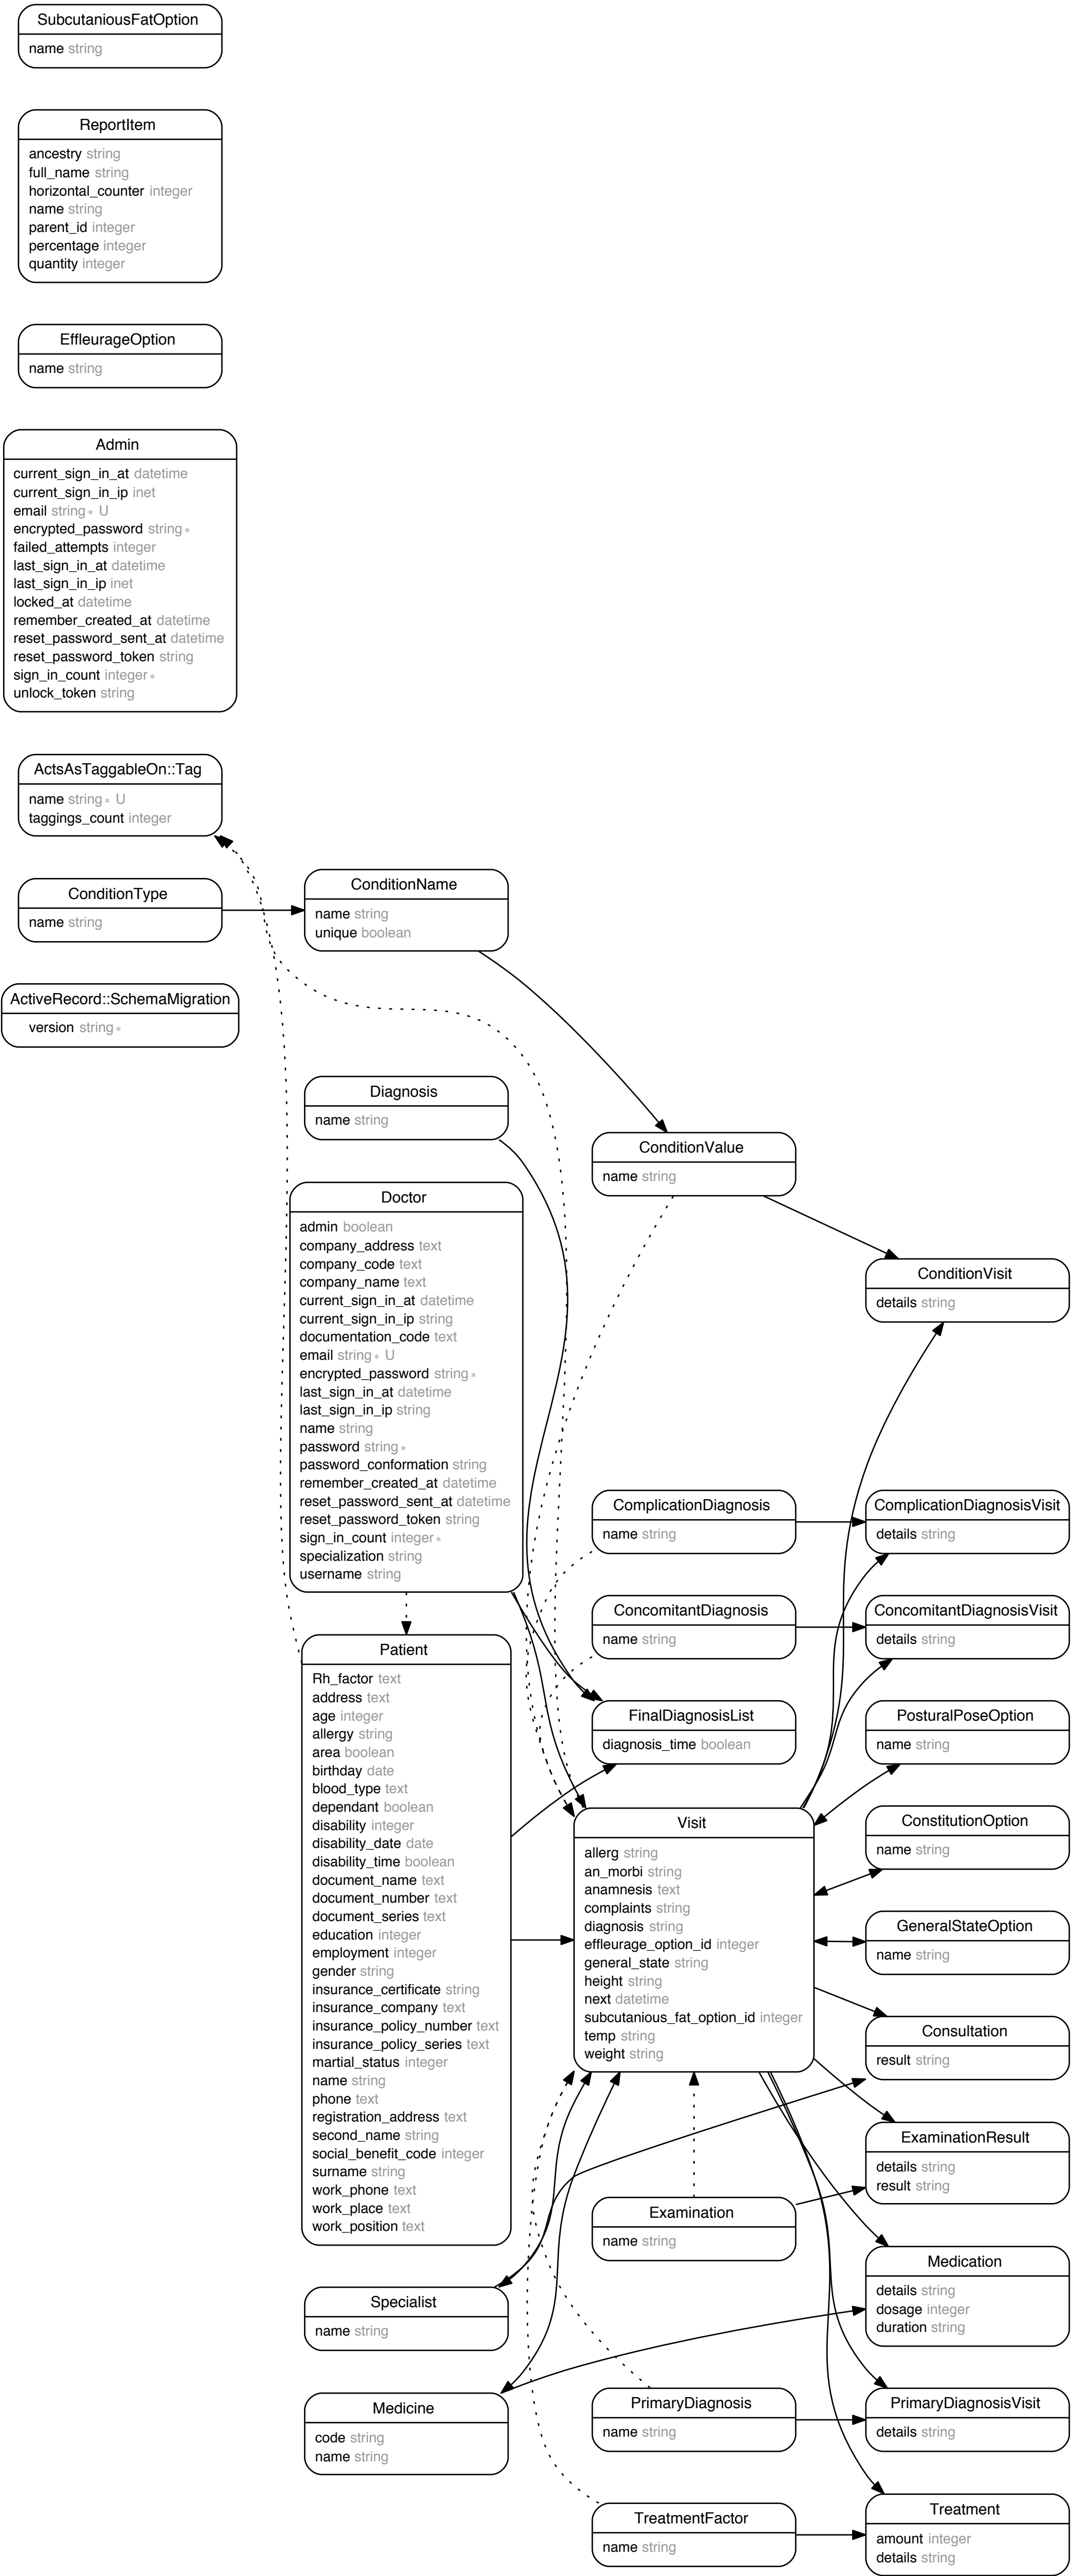 SubcutaniousFatOption
name string
ReportItem
ancestry string
full_name string
horizontal_counter integer
name string
parent_id integer
percentage integer
quantity integer
EffleurageOption
name string
Admin
current_sign_in_at datetime
current_sign_in_ip inet
email string∗ U
encrypted_password string∗
failed_attempts integer
last_sign_in_at datetime
last_sign_in_ip inet
locked_at datetime
remember_created_at datetime
reset_password_sent_at datetime
reset_password_token string
sign_in_count integer∗
unlock_token string
ActsAsTaggableOn::Tag
name string∗ U
taggings_count integer
ConditionType
name string
ConditionName
name string
unique boolean
ActiveRecord::SchemaMigration
version string∗
Diagnosis
name string
ConditionValue
name string
Doctor
admin boolean
company_address text
company_code text
company_name text
current_sign_in_at datetime
current_sign_in_ip string
documentation_code text
email string∗ U
encrypted_password string∗
last_sign_in_at datetime
last_sign_in_ip string
name string
password string∗
password_conformation string
remember_created_at datetime
reset_password_sent_at datetime
reset_password_token string
sign_in_count integer∗
specialization string
username string
ConditionVisit
details string
ComplicationDiagnosis
name string
ComplicationDiagnosisVisit
details string
ConcomitantDiagnosis
name string
ConcomitantDiagnosisVisit
details string
Patient
Rh_factor text
address text
age integer
allergy string
area boolean
birthday date
blood_type text
dependant boolean
disability integer
disability_date date
disability_time boolean
document_name text
document_number text
document_series text
education integer
employment integer
gender string
insurance_certificate string
insurance_company text
insurance_policy_number text
insurance_policy_series text
martial_status integer
name string
phone text
registration_address text
second_name string
social_benefit_code integer
surname string
work_phone text
work_place text
work_position text
FinalDiagnosisList
diagnosis_time boolean
PosturalPoseOption
name string
Visit
allerg string
an_morbi string
anamnesis text
complaints string
diagnosis string
effleurage_option_id integer
general_state string
height string
next datetime
subcutanious_fat_option_id integer
temp string
weight string
ConstitutionOption
name string
GeneralStateOption
name string
Consultation
result string
ExaminationResult
details string
result string
Examination
name string
Medication
details string
dosage integer
duration string
Specialist
name string
Medicine
code string
name string
PrimaryDiagnosis
name string
PrimaryDiagnosisVisit
details string
TreatmentFactor
name string
Treatment
amount integer
details string